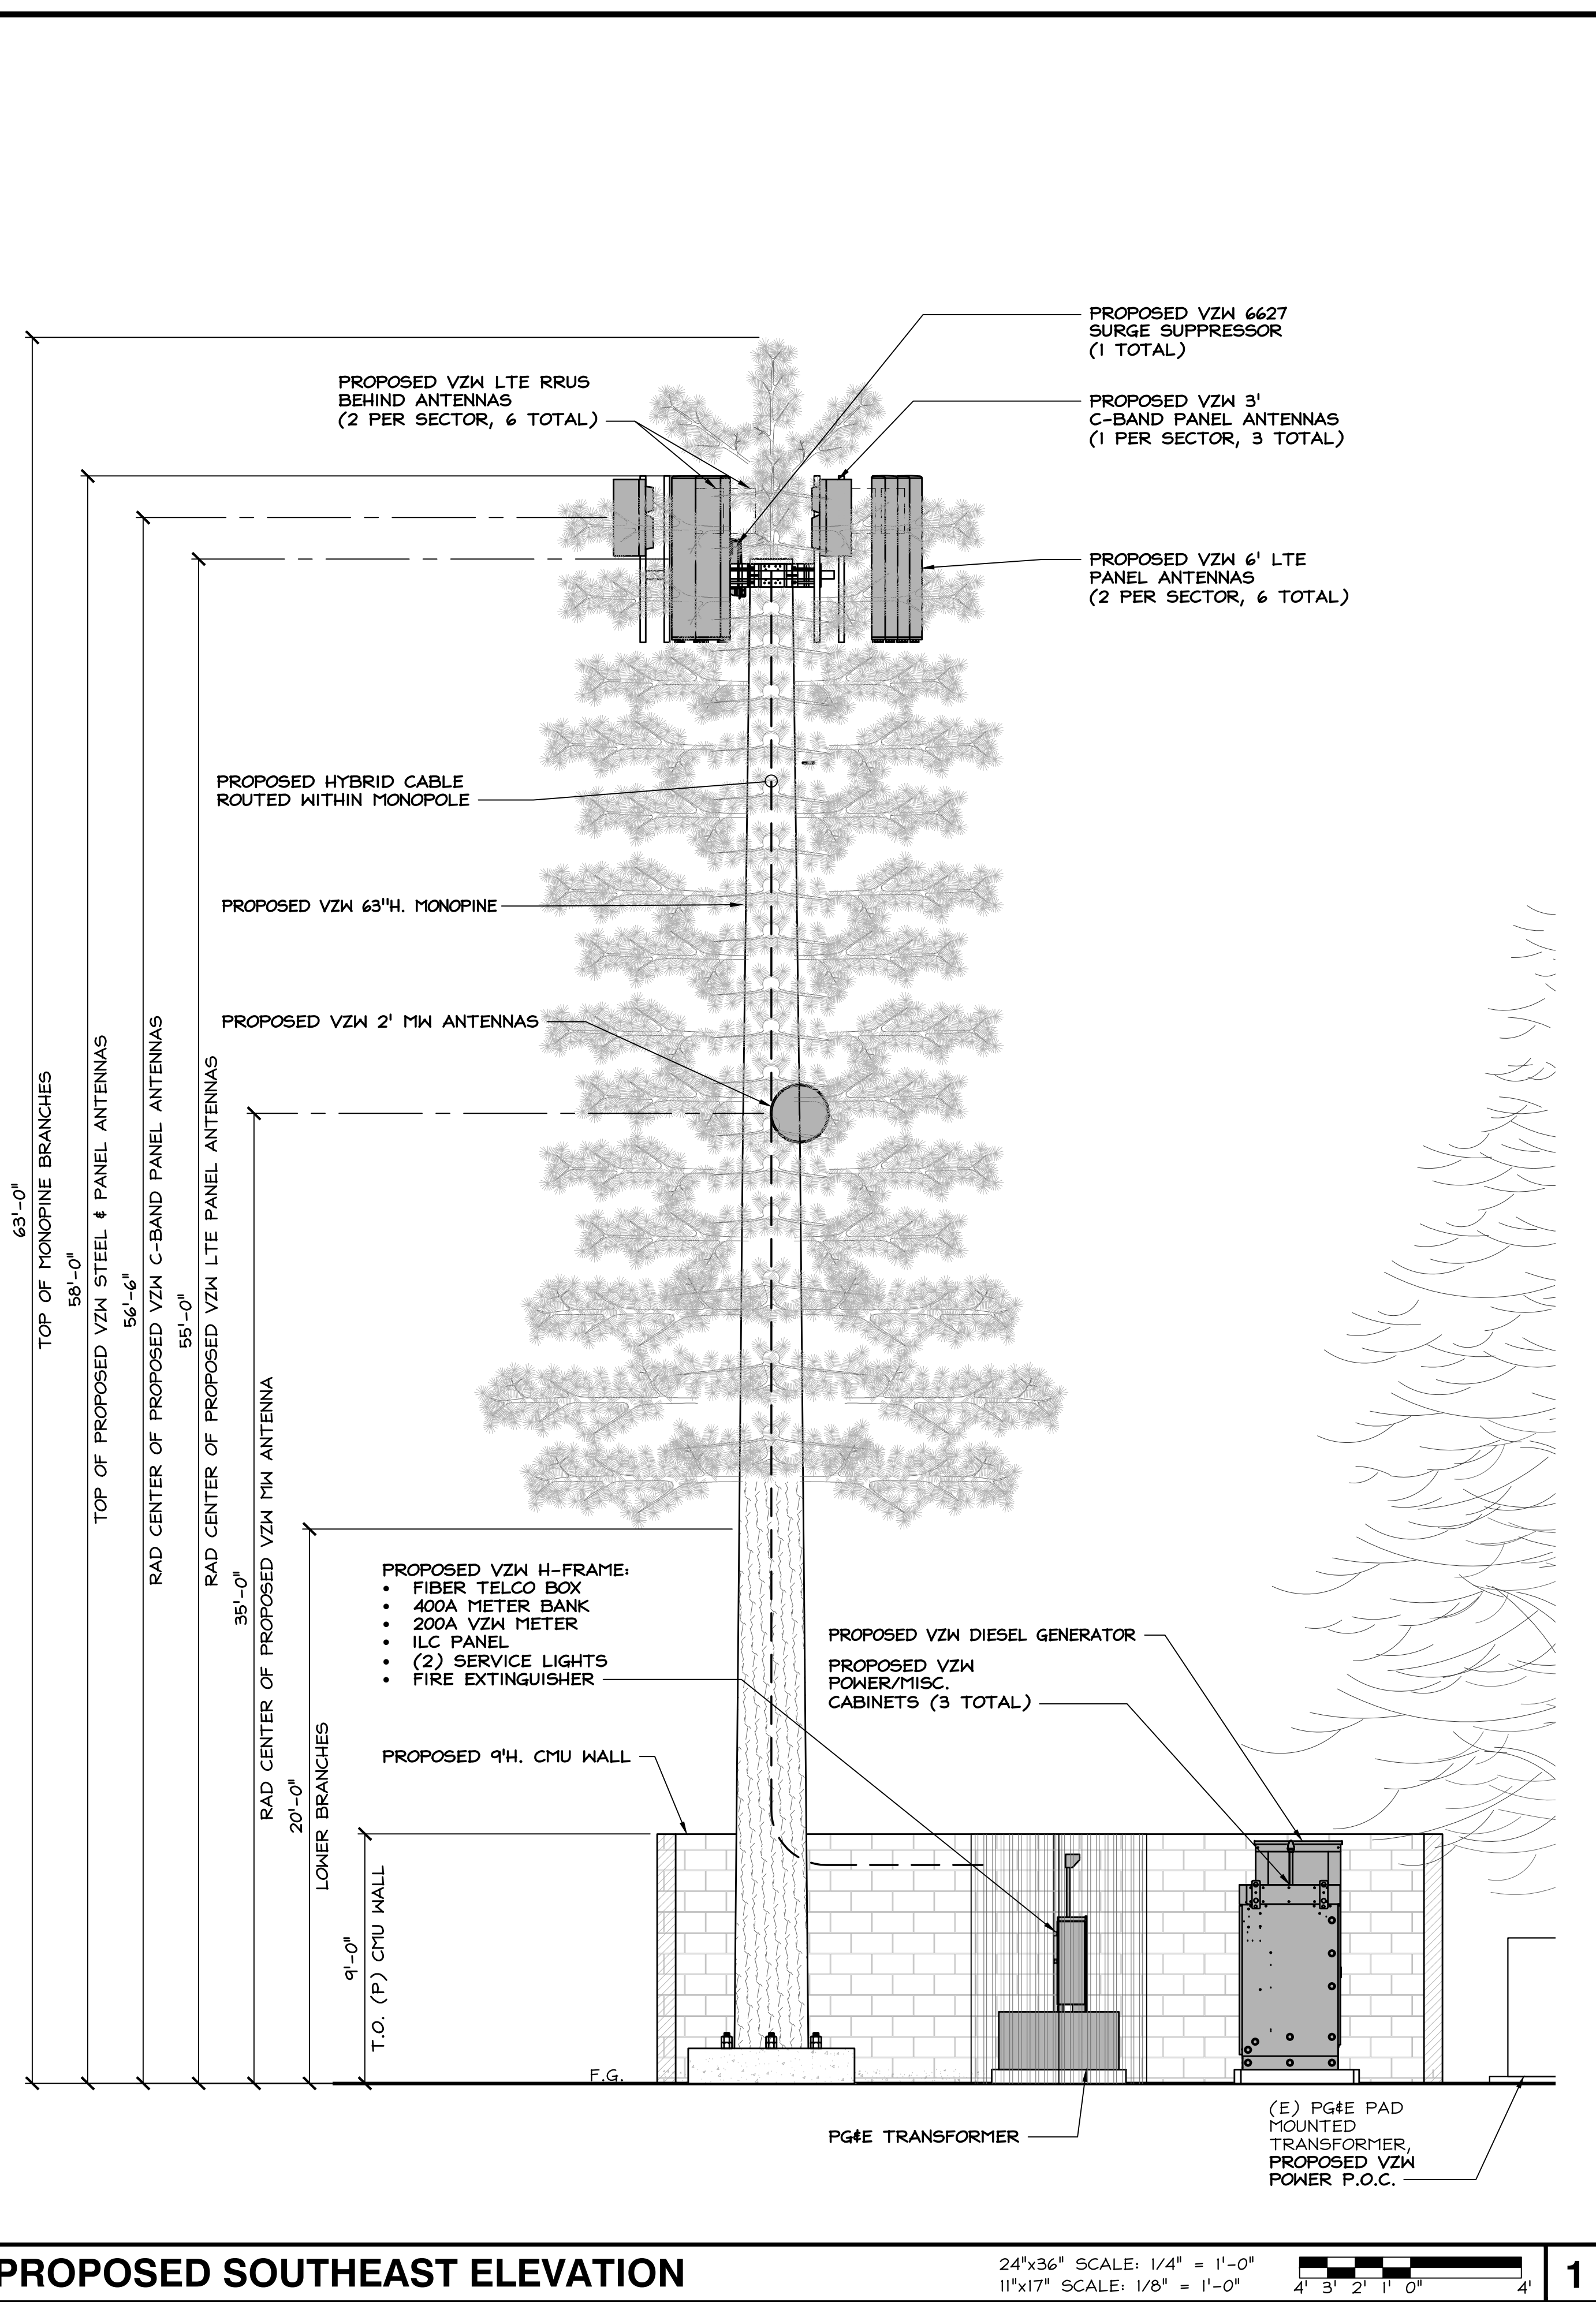 PROPOSED VZW 6627
SURGE SUPPRESSOR
(1 TOTAL)
PROPOSED VZW LTE RRUS
BEHIND ANTENNAS
(2 PER SECTOR, 6 TOTAL)
PROPOSED VZW 3'
C-BAND PANEL ANTENNAS
(1 PER SECTOR, 3 TOTAL)
PROPOSED VZW 6' LTE
PANEL ANTENNAS
(2 PER SECTOR, 6 TOTAL)
PROPOSED HYBRID CABLE
ROUTED WITHIN MONOPOLE
PROPOSED VZW 63"H. MONOPINE
PROPOSED VZW 2' MW ANTENNAS
63'-0"
TOP OF MONOPINE BRANCHES
58'-0"
TOP OF PROPOSED VZW STEEL & PANEL ANTENNAS
56'-6"
RAD CENTER OF PROPOSED VZW C-BAND PANEL ANTENNAS
55'-0"
RAD CENTER OF PROPOSED VZW LTE PANEL ANTENNAS
35'-0"
RAD CENTER OF PROPOSED VZW MW ANTENNA
20'-0"
LOWER BRANCHES
9'-0"
T.O. (P) CMU WALL
PROPOSED VZW H-FRAME:
• FIBER TELCO BOX
• 400A METER BANK
• 200A VZW METER
• ILC PANEL
• (2) SERVICE LIGHTS
• FIRE EXTINGUISHER
PROPOSED VZW DIESEL GENERATOR
PROPOSED VZW
POWER/MISC.
CABINETS (3 TOTAL)
PROPOSED 9'H. CMU WALL
F.G.
PG&E TRANSFORMER
(E) PG&E PAD
MOUNTED
TRANSFORMER,
PROPOSED VZW
POWER P.O.C.
PROPOSED SOUTHEAST ELEVATION
24"x36" SCALE: 1/4" = 1'-0"
11"x17" SCALE: 1/8" = 1'-0"
4' 3' 2' 1' 0" 4'
1